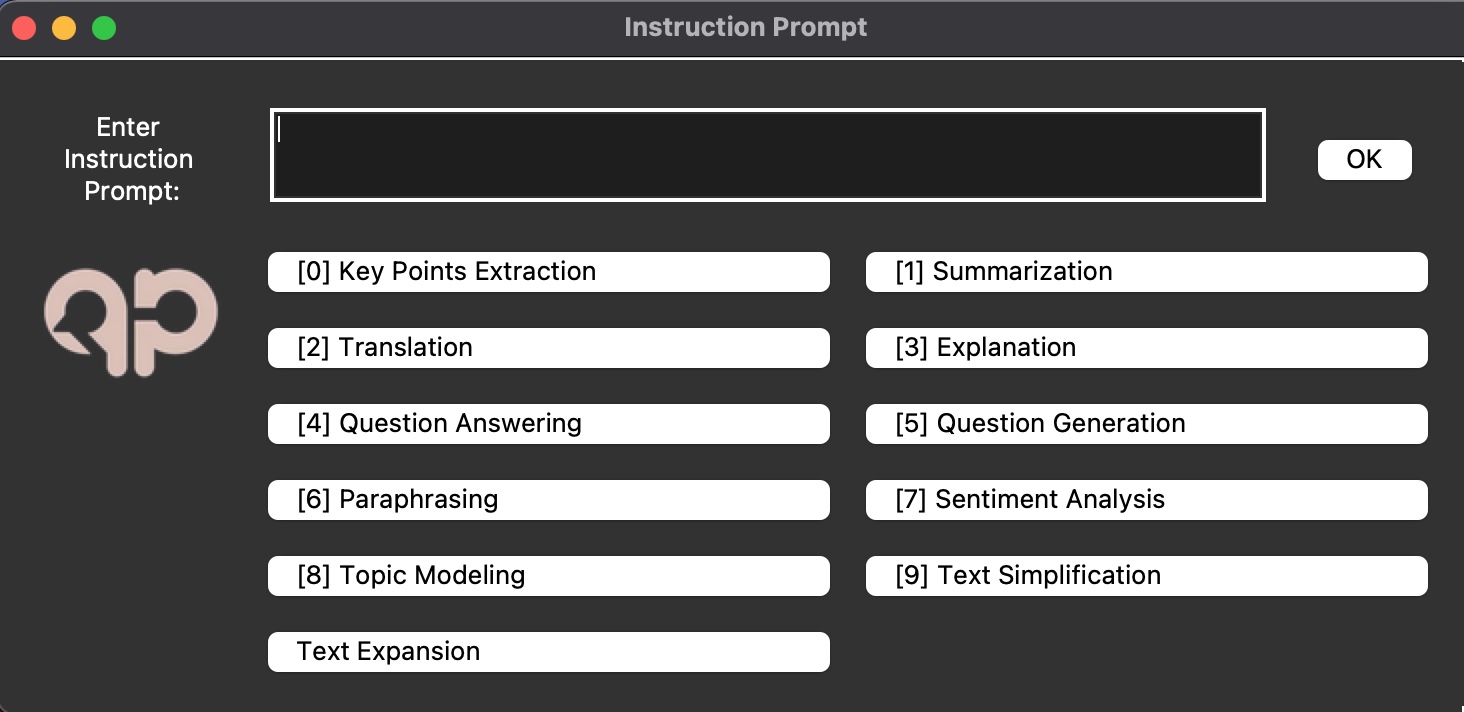 Instruction Prompt
Enter
Instruction
Prompt:
OK
[0] Key Points Extraction
[1] Summarization
[2] Translation
[3] Explanation
[4] Question Answering
[5] Question Generation
[6] Paraphrasing
[7] Sentiment Analysis
[8] Topic Modeling
[9] Text Simplification
Text Expansion